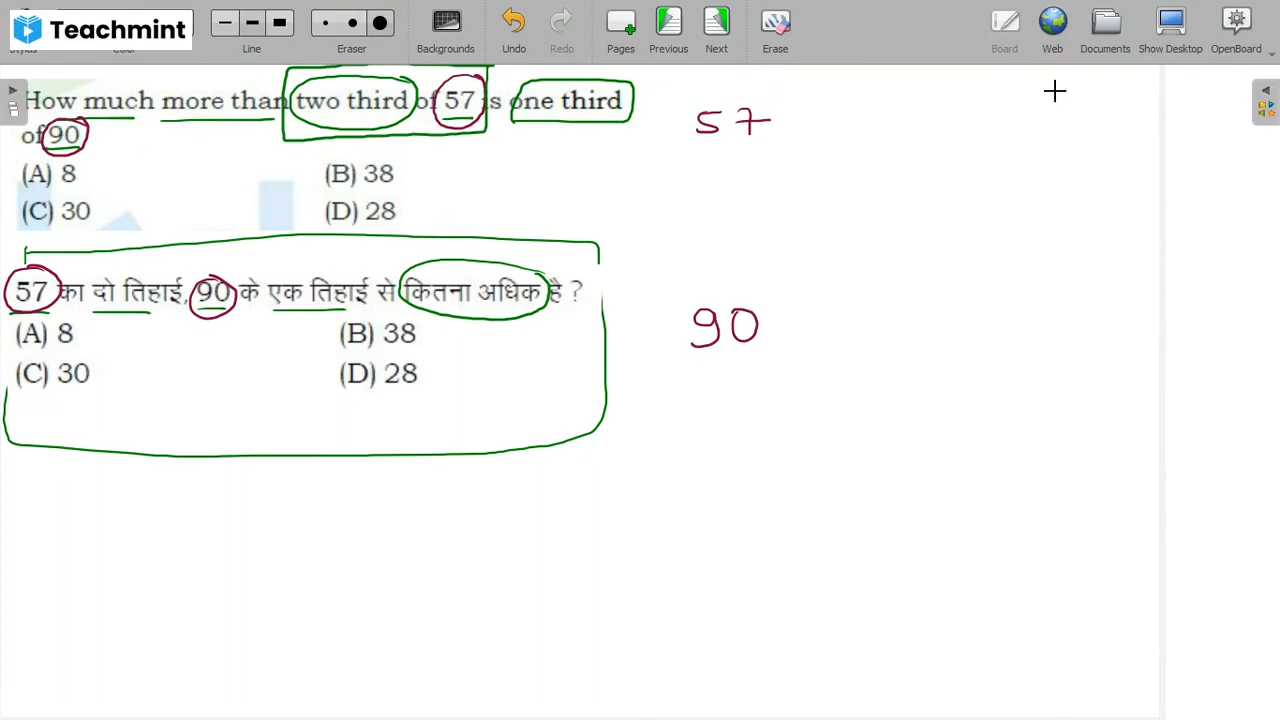 Teachmint
Styles Color Line Eraser Backgrounds Undo Redo Pages Previous Next Erase Board Web Documents Show Desktop OpenBoard
How much more than two third of 57 is one third
of 90
(A) 8 (B) 38
(C) 30 (D) 28
57 का दो तिहाई, 90 के एक तिहाई से कितना अधिक है ?
(A) 8 (B) 38
(C) 30 (D) 28
57
90